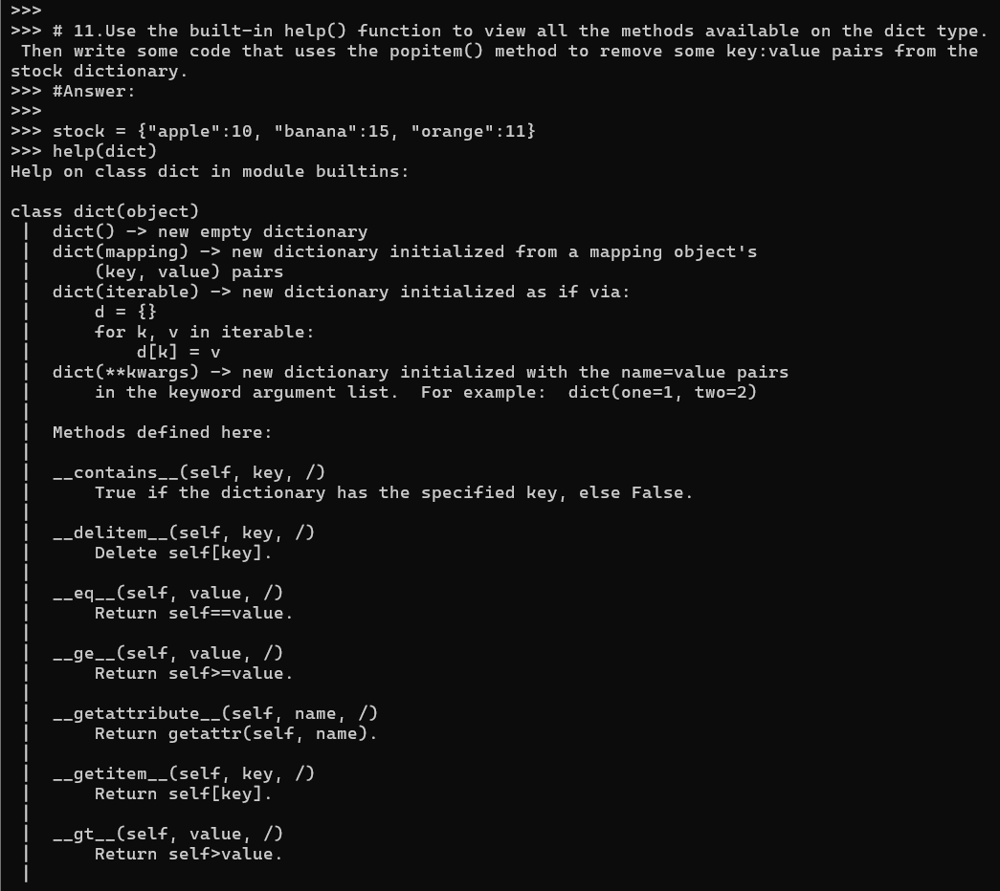 >>>
>>> # 11.Use the built-in help() function to view all the methods available on the dict type.
 Then write some code that uses the popitem() method to remove some key:value pairs from the
stock dictionary.
>>> #Answer:
>>>
>>> stock = {"apple":10, "banana":15, "orange":11}
>>> help(dict)
Help on class dict in module builtins:

class dict(object)
 |  dict() -> new empty dictionary
 |  dict(mapping) -> new dictionary initialized from a mapping object's
 |      (key, value) pairs
 |  dict(iterable) -> new dictionary initialized as if via:
 |      d = {}
 |      for k, v in iterable:
 |          d[k] = v
 |  dict(**kwargs) -> new dictionary initialized with the name=value pairs
 |      in the keyword argument list.  For example:  dict(one=1, two=2)
 |
 |  Methods defined here:
 |
 |  __contains__(self, key, /)
 |      True if the dictionary has the specified key, else False.
 |
 |  __delitem__(self, key, /)
 |      Delete self[key].
 |
 |  __eq__(self, value, /)
 |      Return self==value.
 |
 |  __ge__(self, value, /)
 |      Return self>=value.
 |
 |  __getattribute__(self, name, /)
 |      Return getattr(self, name).
 |
 |  __getitem__(self, key, /)
 |      Return self[key].
 |
 |  __gt__(self, value, /)
 |      Return self>value.
 |